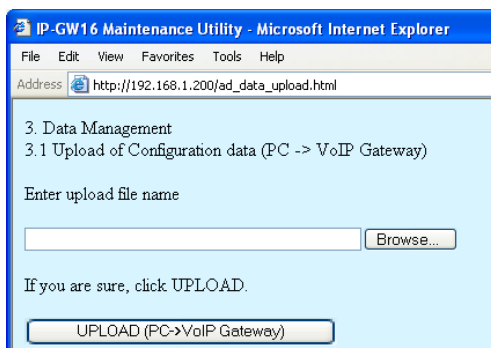 IP-GW16 Maintenance Utility - Microsoft Internet Explorer
File Edit View Favorites Tools Help
Address http://192.168.1.200/ad_data_upload.html
3. Data Management
3.1 Upload of Configuration data (PC -> VoIP Gateway)
Enter upload file name
Browse...
If you are sure, click UPLOAD.
UPLOAD (PC->VoIP Gateway)